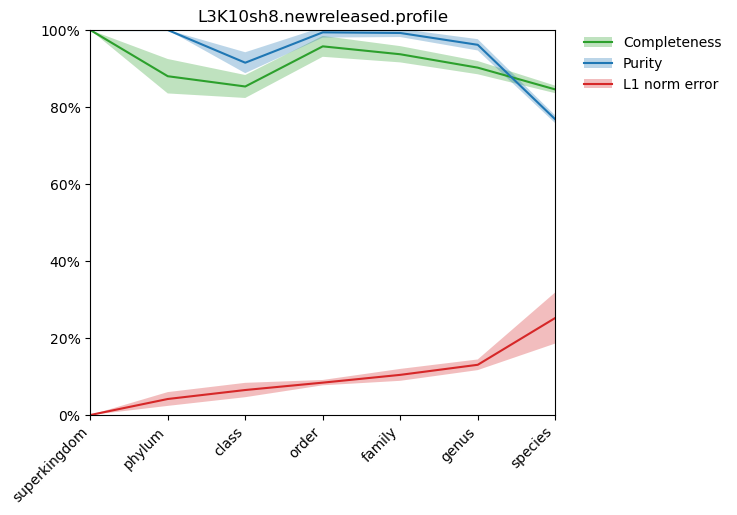 L3K10sh8.newreleased.profile
100%
80%
60%
40%
20%
0%
superkingdom
phylum
class
order
family
genus
species
Completeness
Purity
L1 norm error